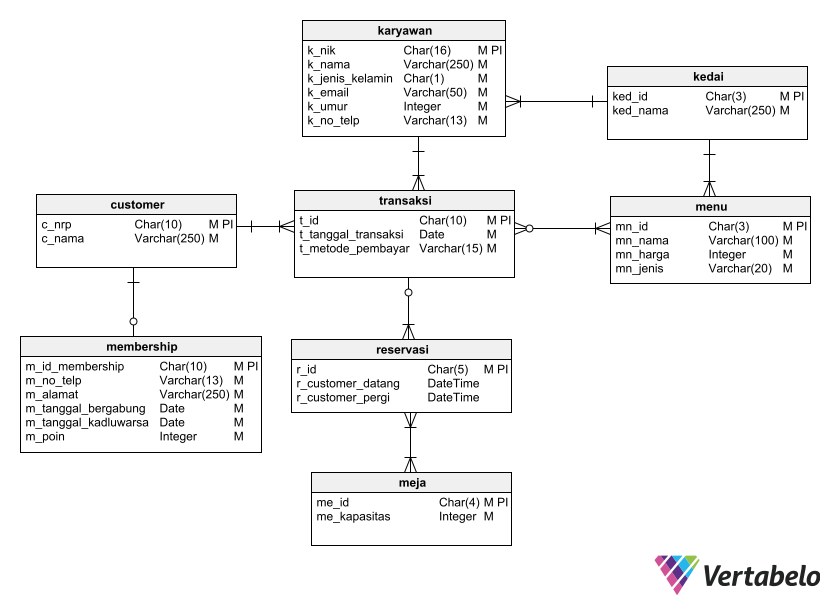 karyawan
k_nik Char(16) M PI
k_nama Varchar(250) M
k_jenis_kelamin Char(1) M
k_email Varchar(50) M
k_umur Integer M
k_no_telp Varchar(13) M
kedai
ked_id Char(3) M PI
ked_nama Varchar(250) M
customer
c_nrp Char(10) M PI
c_nama Varchar(250) M
transaksi
t_id Char(10) M PI
t_tanggal_transaksi Date M
t_metode_pembayar Varchar(15) M
menu
mn_id Char(3) M PI
mn_nama Varchar(100) M
mn_harga Integer M
mn_jenis Varchar(20) M
membership
m_id_membership Char(10) M PI
m_no_telp Varchar(13) M
m_alamat Varchar(250) M
m_tanggal_bergabung Date M
m_tanggal_kadluwarsa Date M
m_poin Integer M
reservasi
r_id Char(5) M PI
r_customer_datang DateTime
r_customer_pergi DateTime
meja
me_id Char(4) M PI
me_kapasitas Integer M
Vertabelo